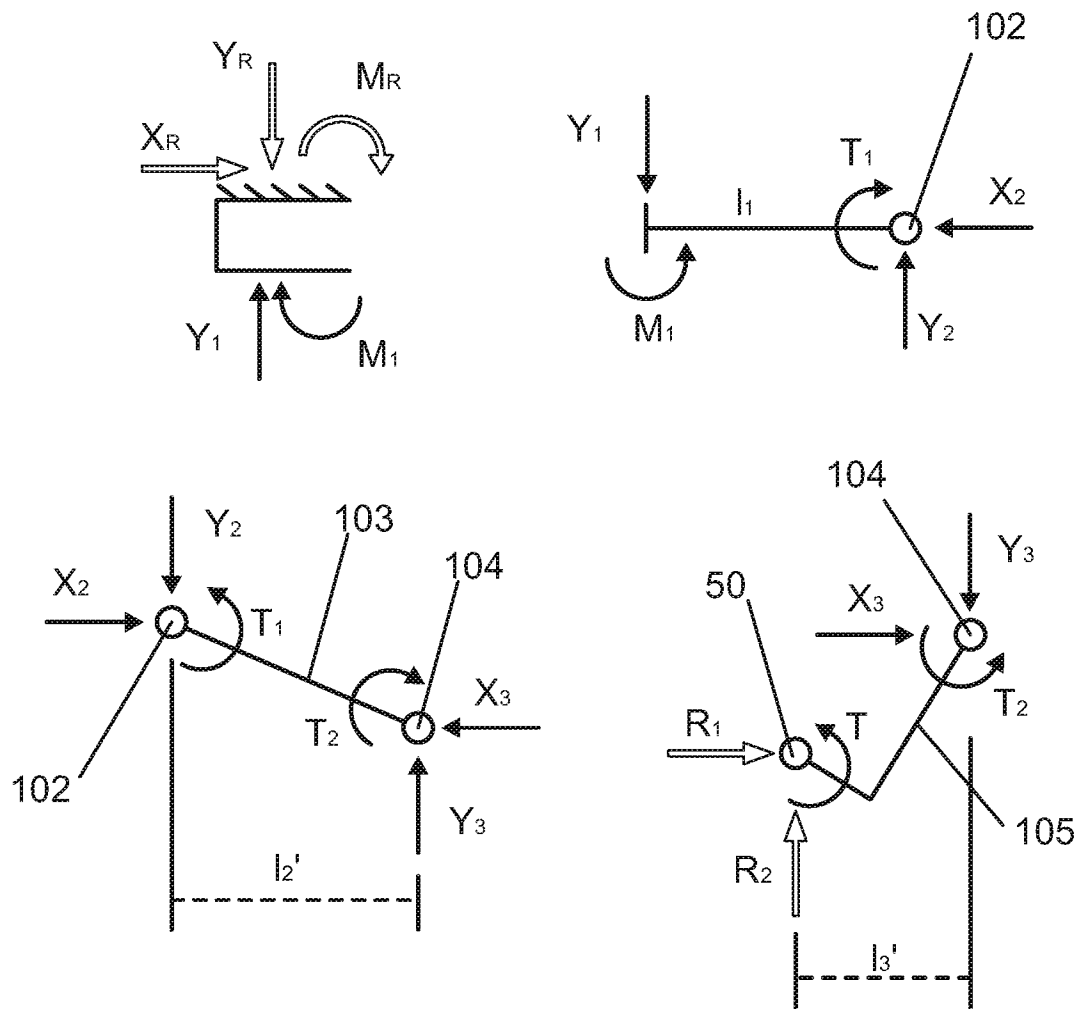 Y_R
M_R
X_R
Y_1
M_1
102
Y_1
T_1
l_1
X_2
M_1
Y_2
Y_2
103
104
X_2
T_1
X_3
T_2
102
Y_3
l_2'
104
Y_3
50
X_3
T
T_2
R_1
105
R_2
l_3'